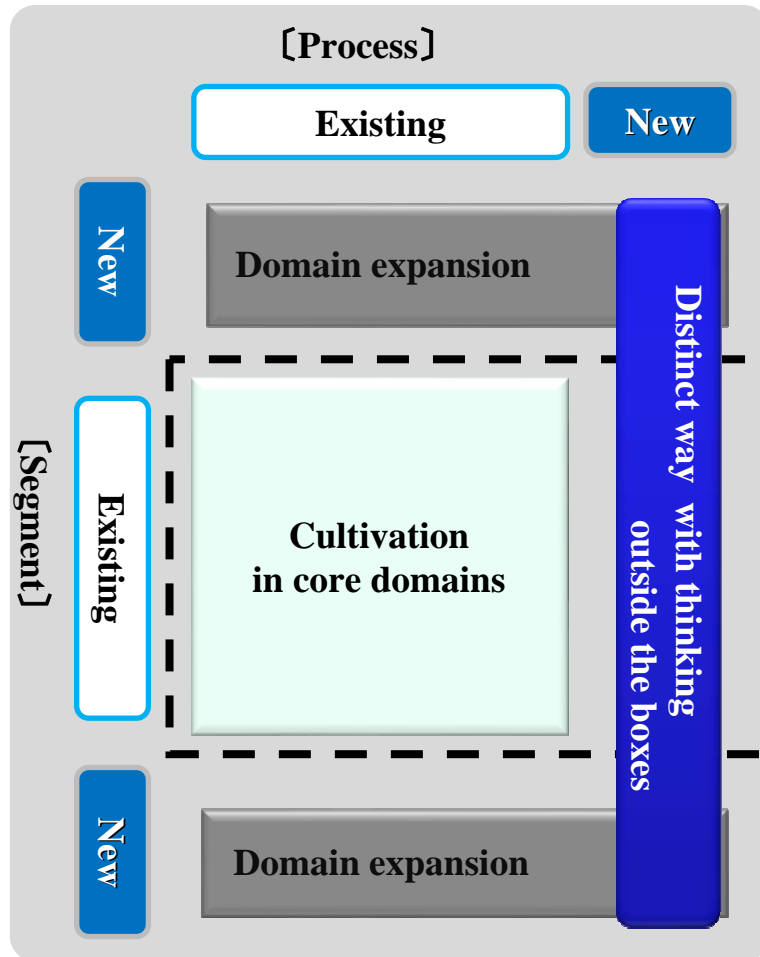 〔Process〕
Existing
New
New
Domain expansion
〔Segment〕
Existing
Cultivation
in core domains
Distinct way with thinking
outside the boxes
New
Domain expansion